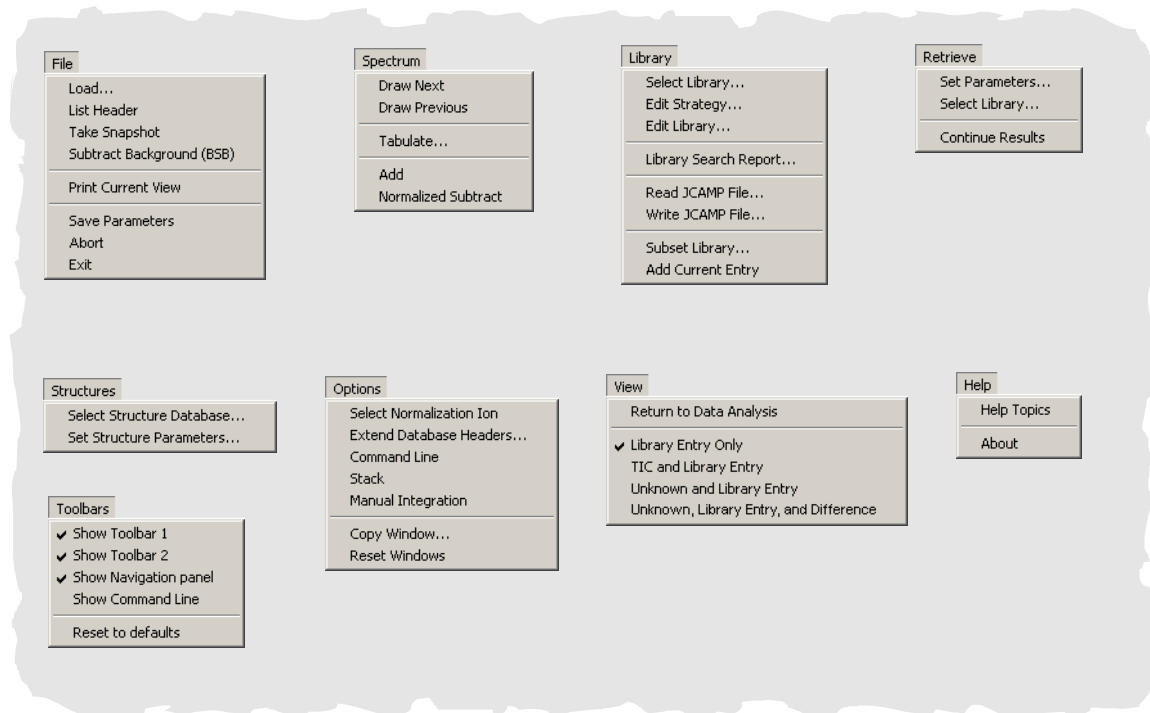 File
Load...
List Header
Take Snapshot
Subtract Background (BSB)
Print Current View
Save Parameters
Abort
Exit
Spectrum
Draw Next
Draw Previous
Tabulate...
Add
Normalized Subtract
Library
Select Library...
Edit Strategy...
Edit Library...
Library Search Report...
Read JCAMP File...
Write JCAMP File...
Subset Library...
Add Current Entry
Retrieve
Set Parameters...
Select Library...
Continue Results
Structures
Select Structure Database...
Set Structure Parameters...
Toolbars
Show Toolbar 1
Show Toolbar 2
Show Navigation panel
Show Command Line
Reset to defaults
Options
Select Normalization Ion
Extend Database Headers...
Command Line
Stack
Manual Integration
Copy Window...
Reset Windows
View
Return to Data Analysis
Library Entry Only
TIC and Library Entry
Unknown and Library Entry
Unknown, Library Entry, and Difference
Help
Help Topics
About